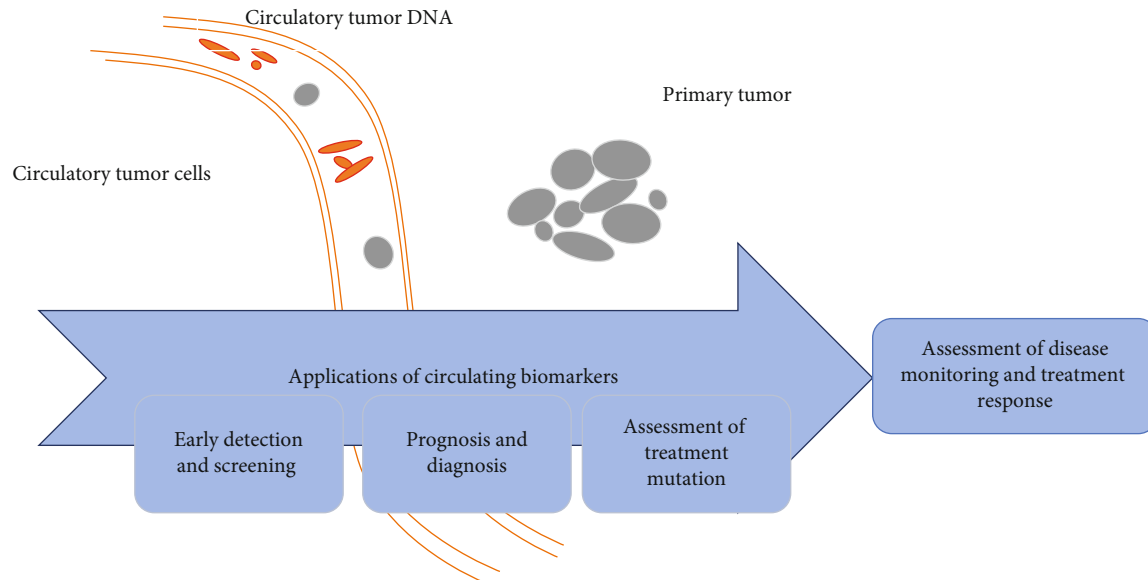 Circulatory tumor DNA
Primary tumor
Circulatory tumor cells
Applications of circulating biomarkers
Early detection
and screening
Prognosis and
diagnosis
Assessment of
treatment
mutation
Assessment of disease
monitoring and treatment
response